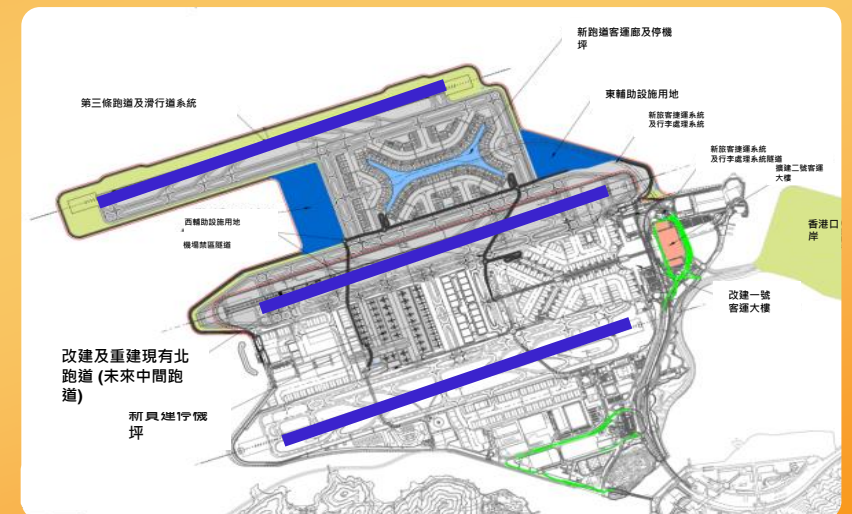 新跑道客運廊及停機
坪
第三條跑道及滑行道系統
東輔助設施用地
新旅客捷運系統
及行李處理系統
新旅客捷運系統
及行李處理系統隧道
擴建二號客運
大樓
西輔助設施用地
機場禁區隧道
香港口
岸
改建一號
客運大樓
改建及重建現有北
跑道 (未來中間跑
道)
新貨運停機
坪